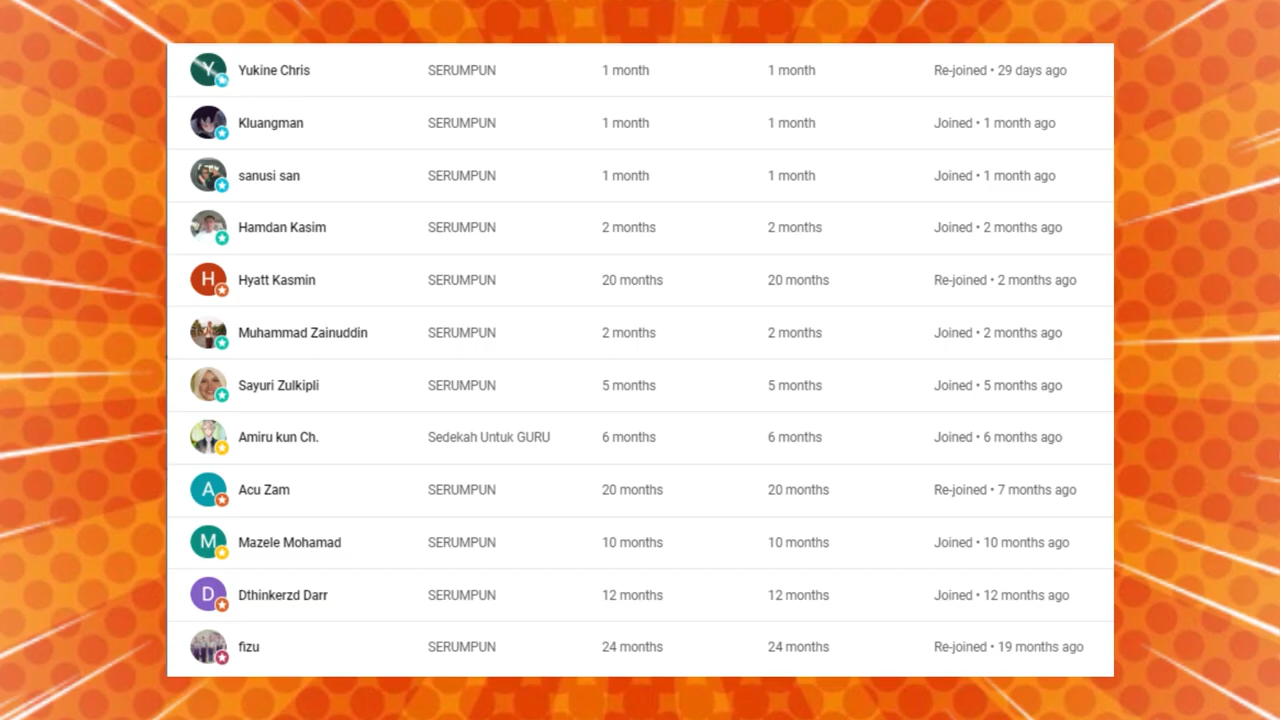 Y Yukine Chris SERUMPUN 1 month 1 month Re-joined • 29 days ago
Kluangman SERUMPUN 1 month 1 month Joined • 1 month ago
sanusi san SERUMPUN 1 month 1 month Joined • 1 month ago
Hamdan Kasim SERUMPUN 2 months 2 months Joined • 2 months ago
H Hyatt Kasmin SERUMPUN 20 months 20 months Re-joined • 2 months ago
Muhammad Zainuddin SERUMPUN 2 months 2 months Joined • 2 months ago
Sayuri Zulkipli SERUMPUN 5 months 5 months Joined • 5 months ago
Amiru kun Ch. Sedekah Untuk GURU 6 months 6 months Joined • 6 months ago
A Acu Zam SERUMPUN 20 months 20 months Re-joined • 7 months ago
M Mazele Mohamad SERUMPUN 10 months 10 months Joined • 10 months ago
D Dthinkerzd Darr SERUMPUN 12 months 12 months Joined • 12 months ago
fizu SERUMPUN 24 months 24 months Re-joined • 19 months ago